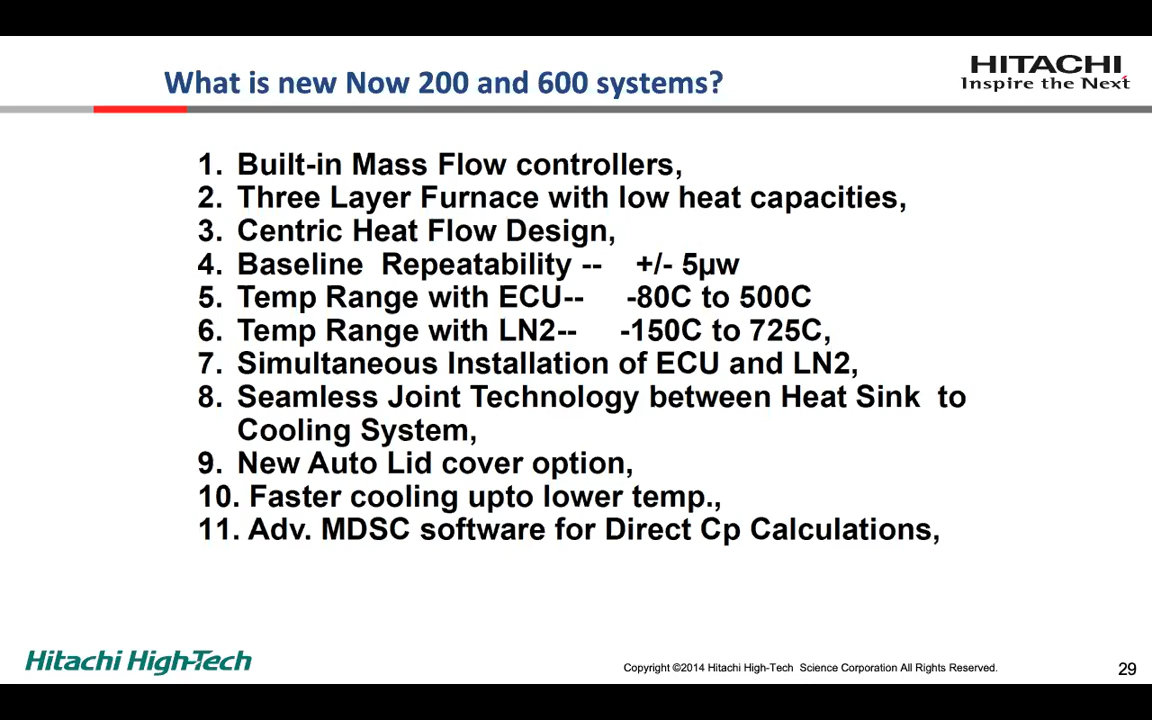 What is new Now 200 and 600 systems?
HITACHI
Inspire the Next
1. Built-in Mass Flow controllers,
2. Three Layer Furnace with low heat capacities,
3. Centric Heat Flow Design,
4. Baseline Repeatability -- +/- 5µw
5. Temp Range with ECU-- -80C to 500C
6. Temp Range with LN2-- -150C to 725C,
7. Simultaneous Installation of ECU and LN2,
8. Seamless Joint Technology between Heat Sink to
Cooling System,
9. New Auto Lid cover option,
10. Faster cooling upto lower temp.,
11. Adv. MDSC software for Direct Cp Calculations,
Hitachi High-Tech
Copyright ©2014 Hitachi High-Tech Science Corporation All Rights Reserved.
29